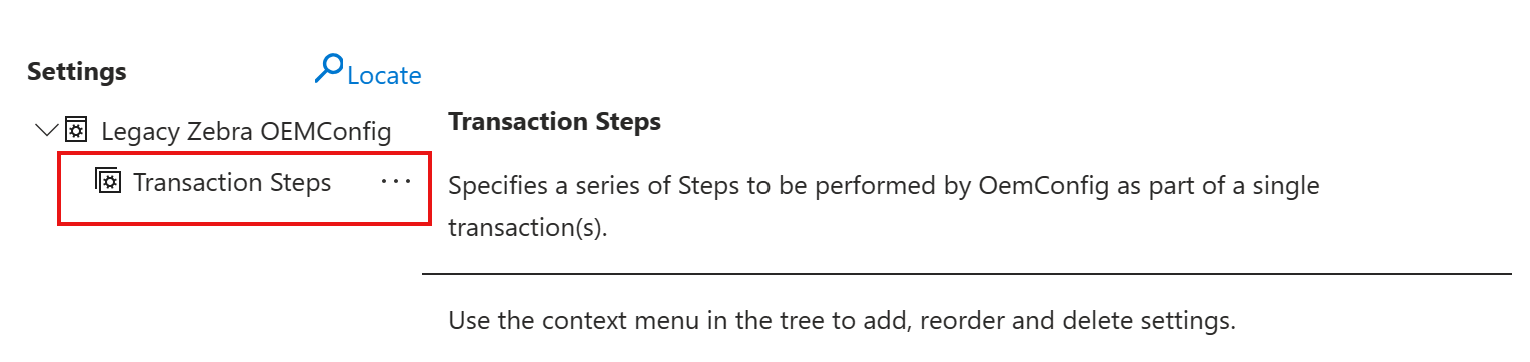 Settings
Locate
Legacy Zebra OEMConfig
Transaction Steps
...
Transaction Steps
Specifies a series of Steps to be performed by OemConfig as part of a single
transaction(s).
Use the context menu in the tree to add, reorder and delete settings.